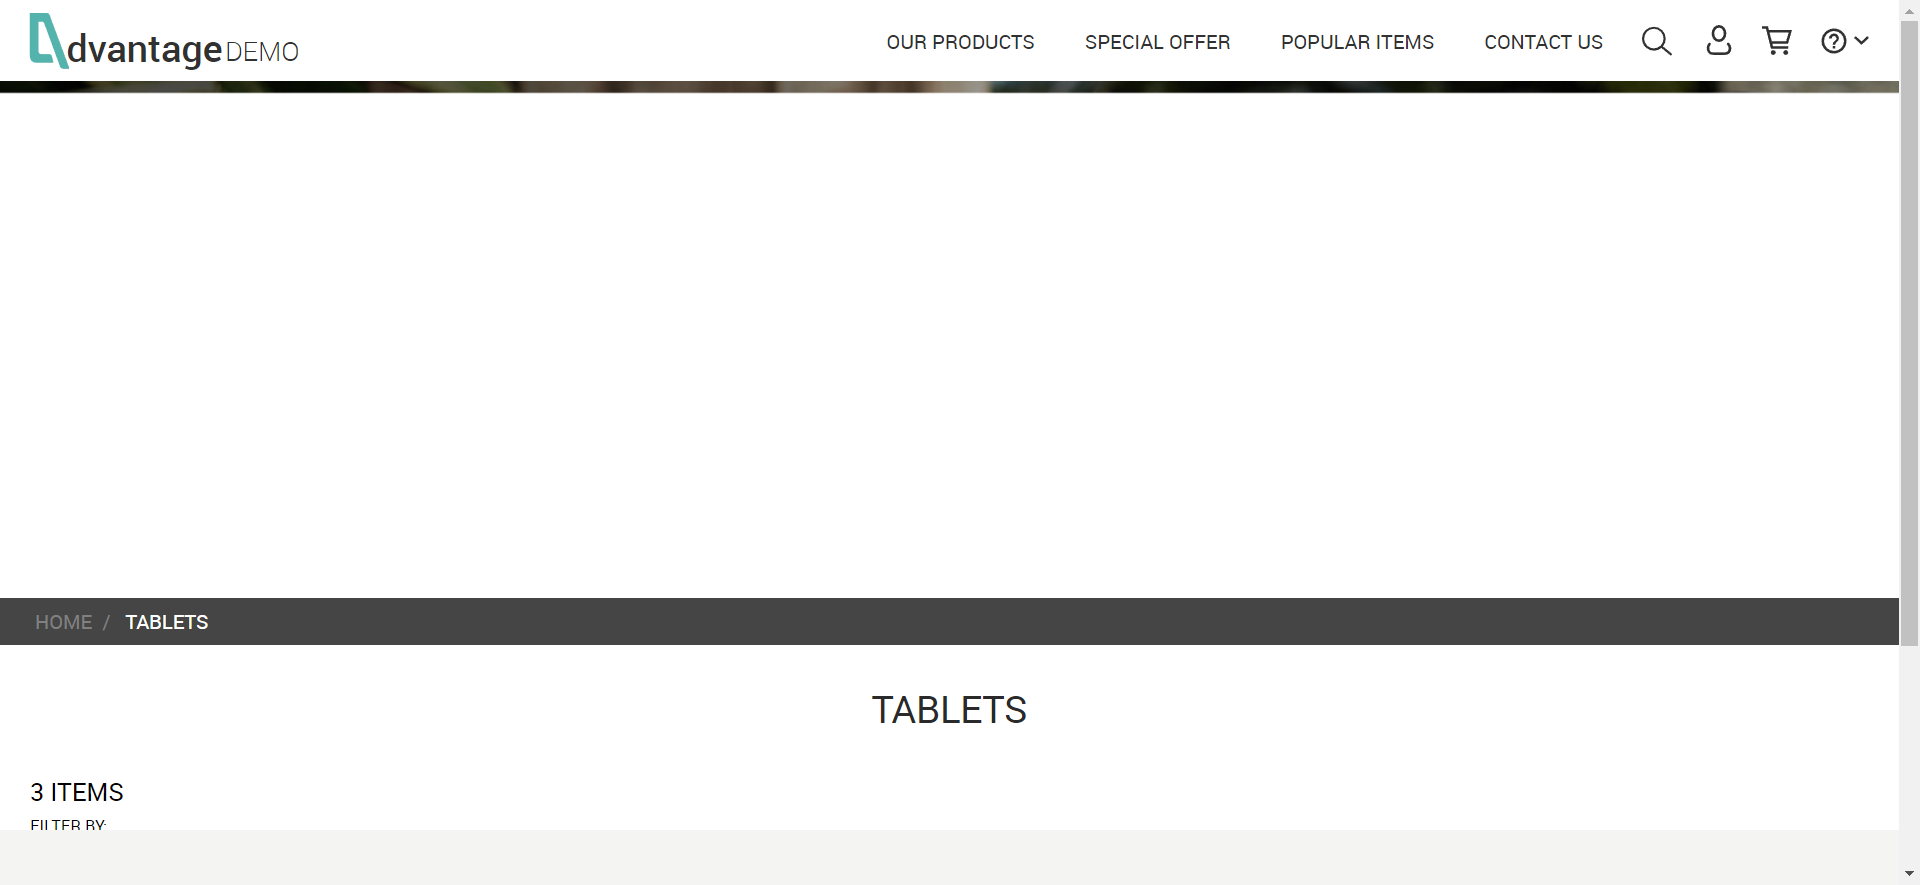 dvantage DEMO
OUR PRODUCTS
SPECIAL OFFER
POPULAR ITEMS
CONTACT US
HOME / TABLETS
TABLETS
3 ITEMS
FILTER BY: